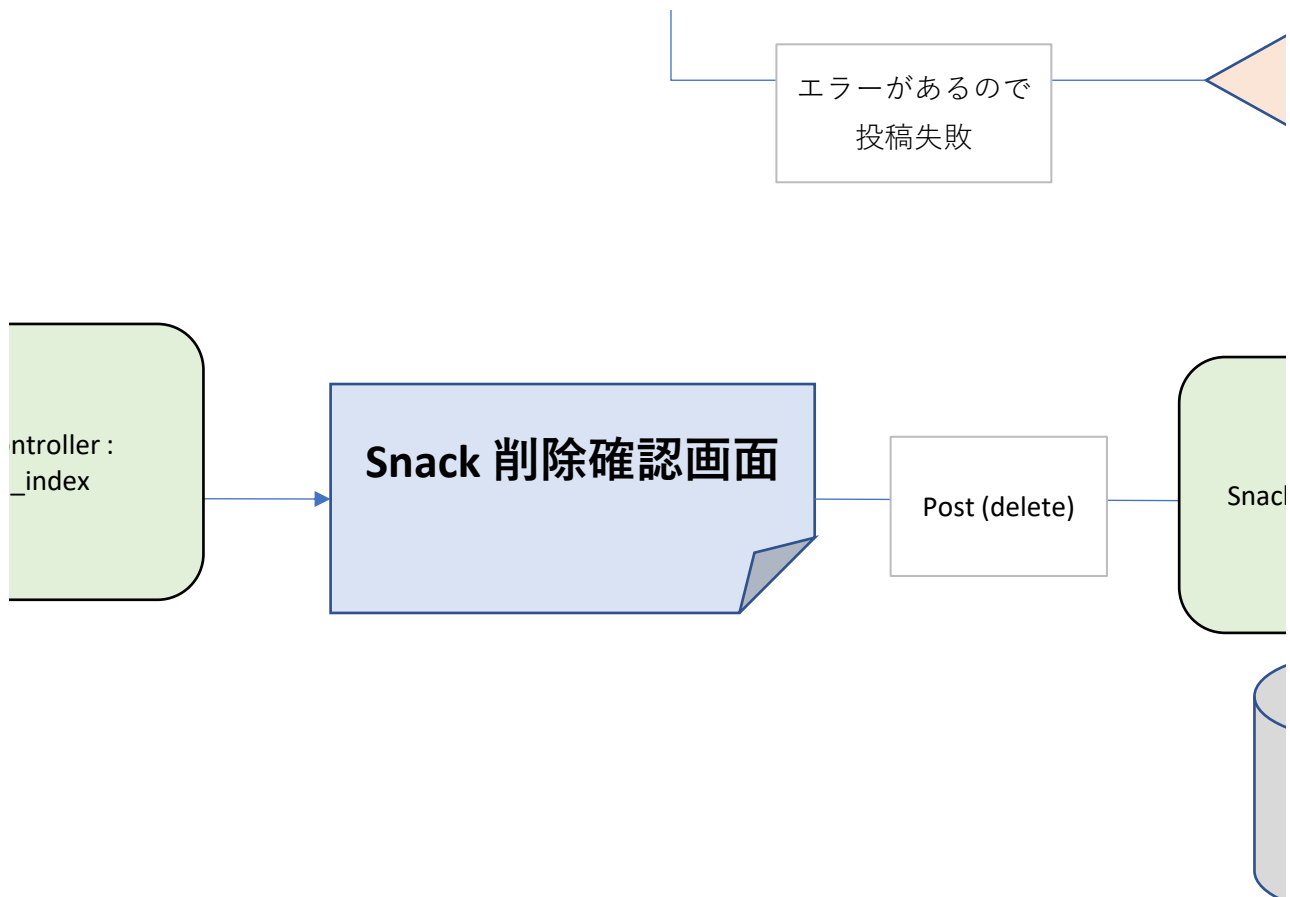 エラーがあるので
投稿失敗
ntroller :
_index
Snack 削除確認画面
Post (delete)